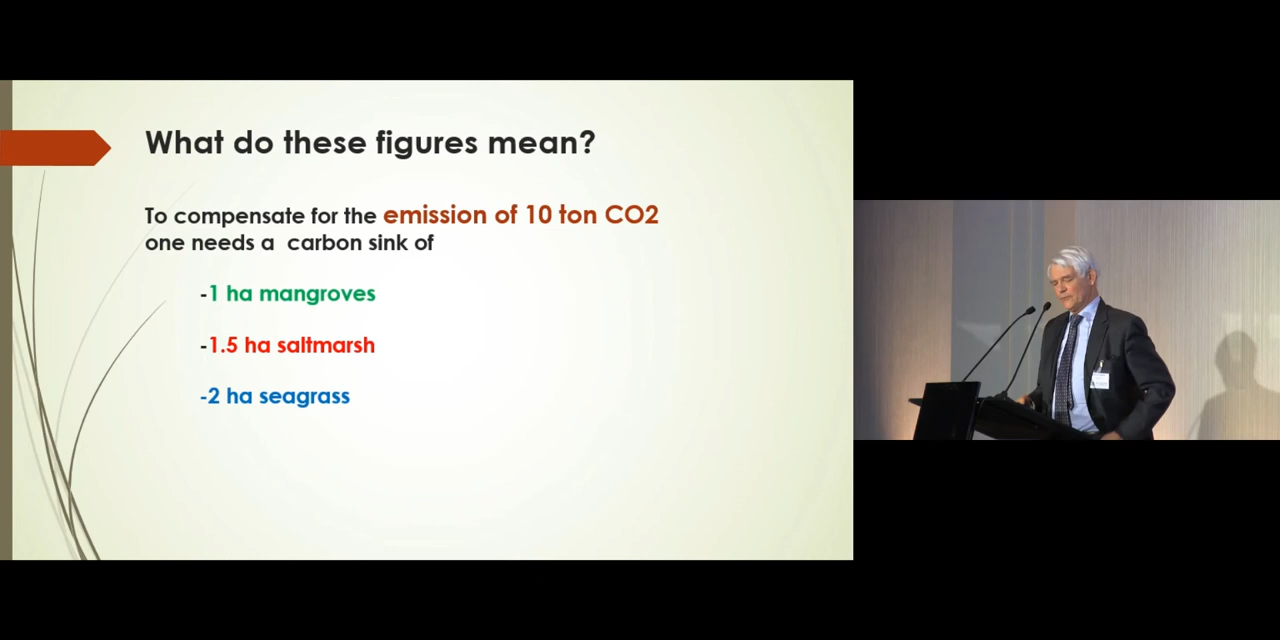 What do these figures mean?
To compensate for the emission of 10 ton CO2
one needs a carbon sink of
-1 ha mangroves
-1.5 ha saltmarsh
-2 ha seagrass